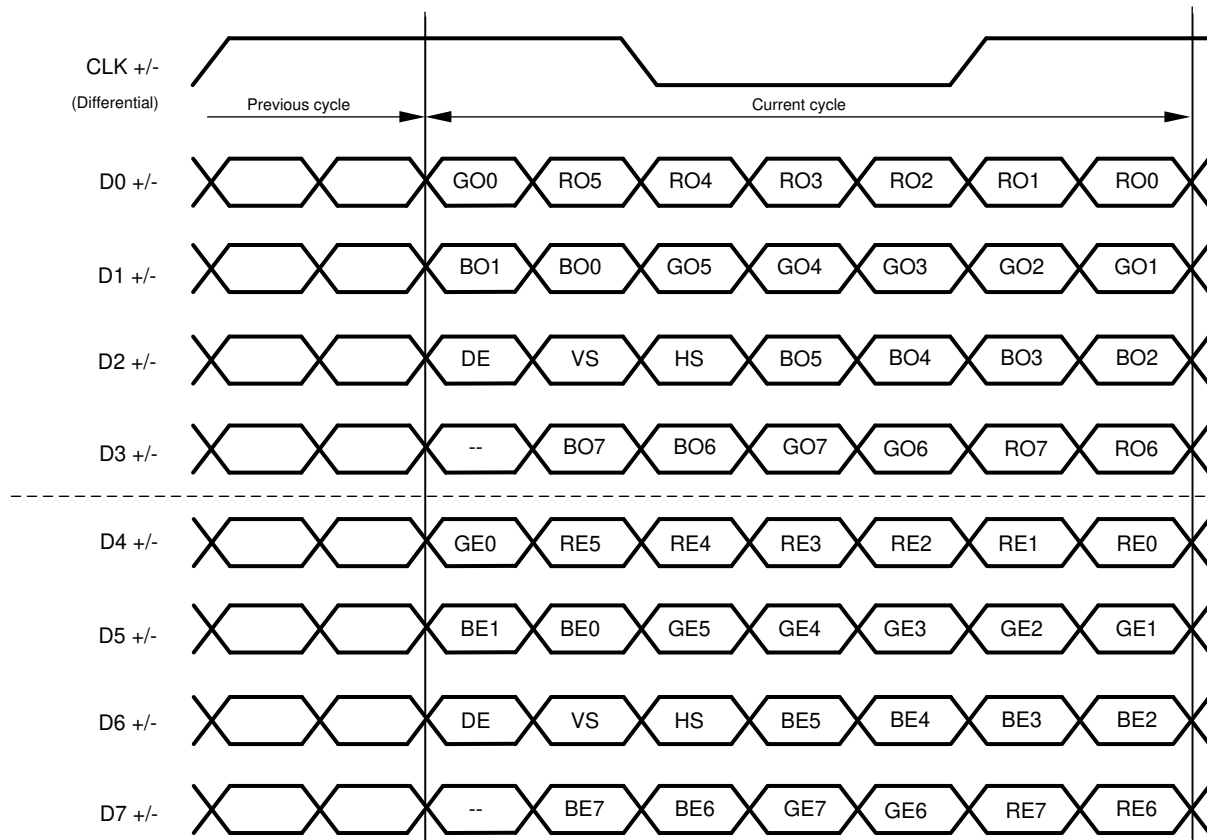 CLK +/-
(Differential)
Previous cycle Current cycle
D0 +/- GO0 RO5 RO4 RO3 RO2 RO1 RO0
D1 +/- BO1 BO0 GO5 GO4 GO3 GO2 GO1
D2 +/- DE VS HS BO5 BO4 BO3 BO2
D3 +/- -- BO7 BO6 GO7 GO6 RO7 RO6
D4 +/- GE0 RE5 RE4 RE3 RE2 RE1 RE0
D5 +/- BE1 BE0 GE5 GE4 GE3 GE2 GE1
D6 +/- DE VS HS BE5 BE4 BE3 BE2
D7 +/- -- BE7 BE6 GE7 GE6 RE7 RE6